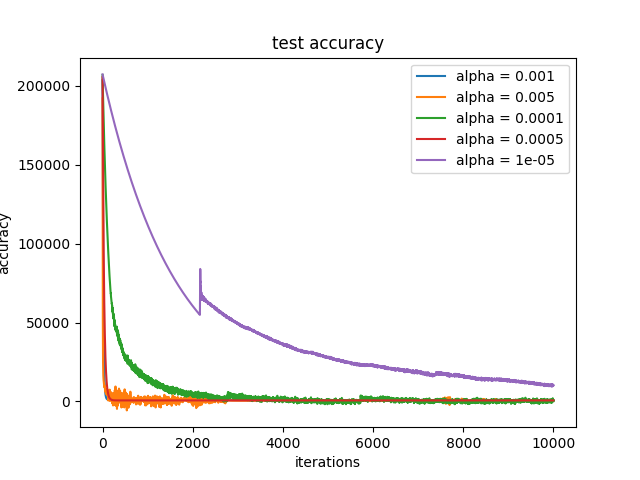 test accuracy
200000
150000
100000
50000
0
accuracy
0
2000
4000
6000
8000
10000
iterations
alpha = 0.001
alpha = 0.005
alpha = 0.0001
alpha = 0.0005
alpha = 1e-05